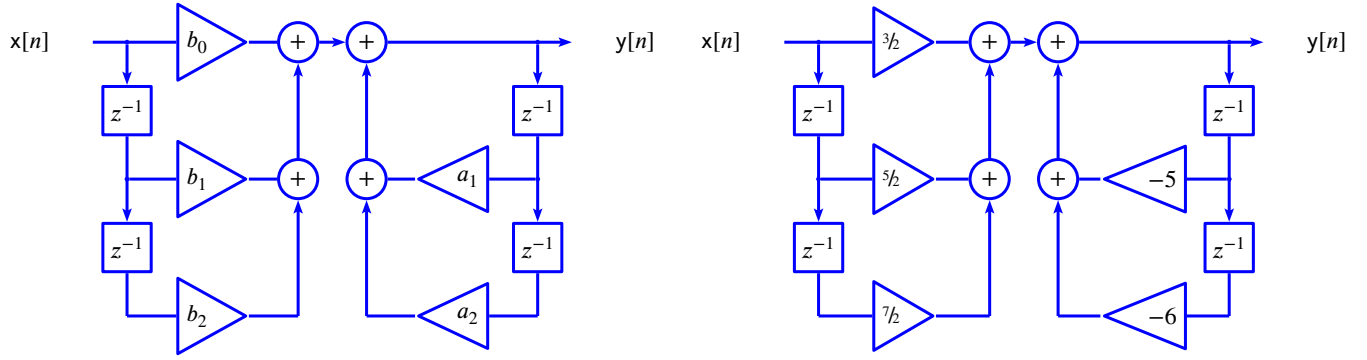 x[n] b₀ + + y[n] x[n] ³⁄₂ + + y[n]
z⁻¹ z⁻¹ z⁻¹ z⁻¹
b₁ + + a₁ ⁵⁄₂ + + −5
z⁻¹ z⁻¹ z⁻¹ z⁻¹
b₂ a₂ ⁷⁄₂ −6